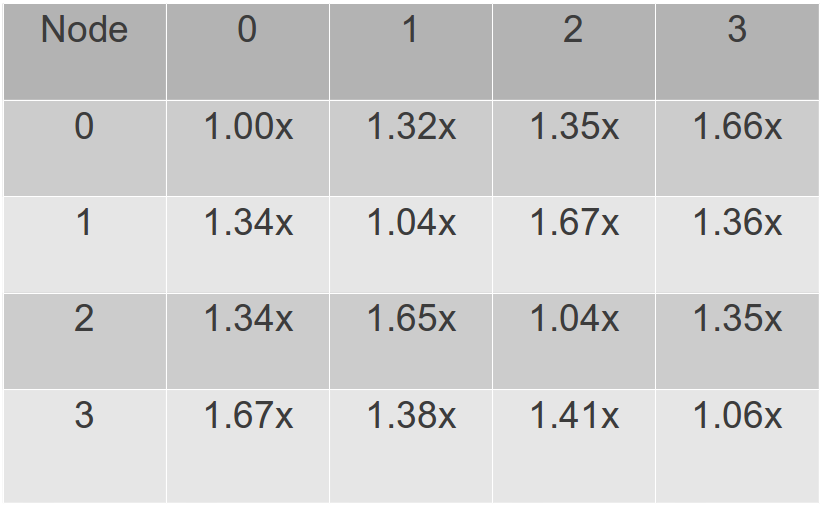 Node 0 1 2 3
0 1.00x 1.32x 1.35x 1.66x
1 1.34x 1.04x 1.67x 1.36x
2 1.34x 1.65x 1.04x 1.35x
3 1.67x 1.38x 1.41x 1.06x